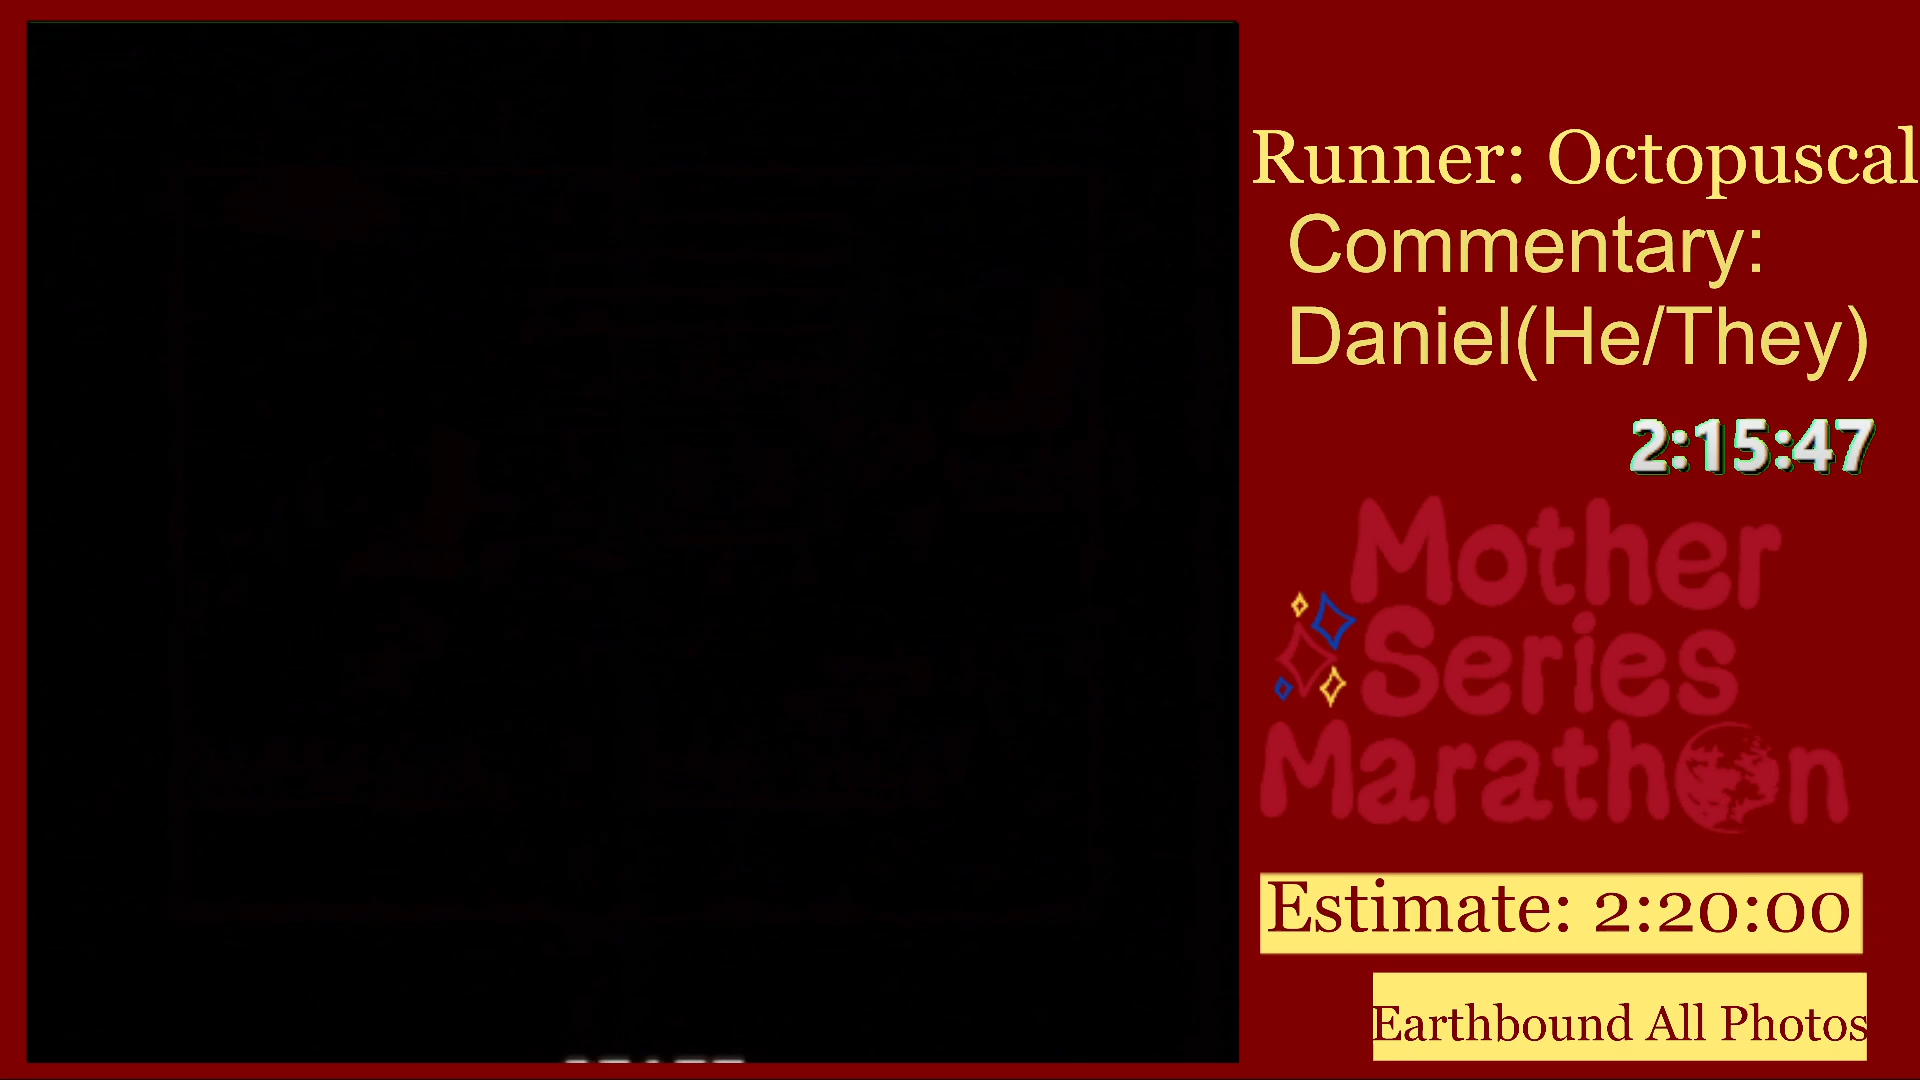 Runner: Octopuscal
Commentary:
Daniel(He/They)
2:15:47
Mother
Series
Marathon
Estimate: 2:20:00
Earthbound All Photos